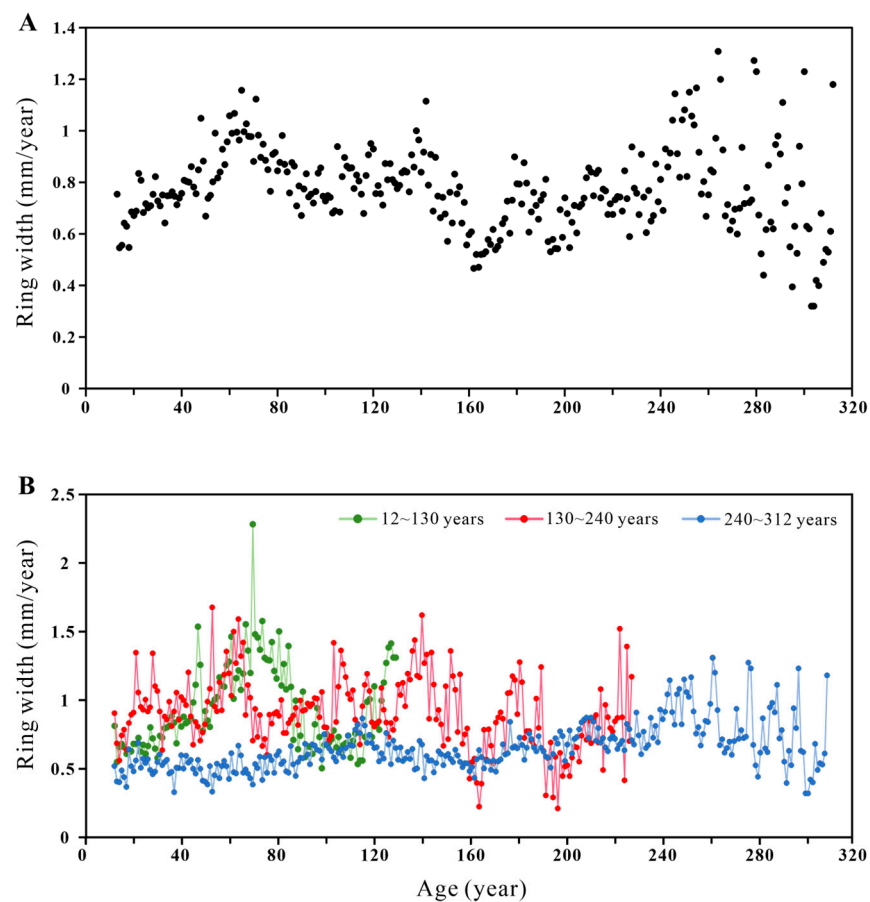 A
1.4
1.2
1
0.8
0.6
0.4
0.2
0
Ring width (mm/year)
0 40 80 120 160 200 240 280 320
B
2.5
2
1.5
1
0.5
0
Ring width (mm/year)
12~130 years 130~240 years 240~312 years
0 40 80 120 160 200 240 280 320
Age (year)